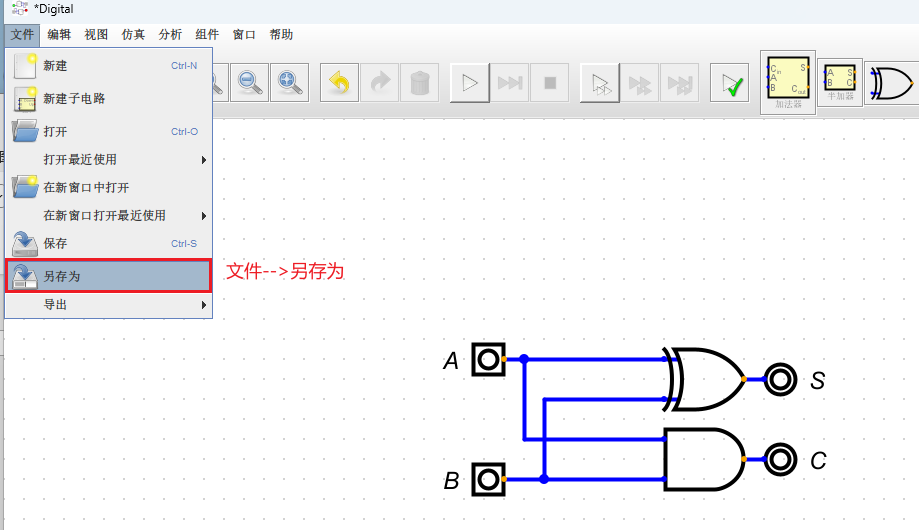 *Digital
文件 编辑 视图 仿真 分析 组件 窗口 帮助
新建 Ctrl-N
新建子电路
打开 Ctrl-O
打开最近使用
在新窗口中打开
在新窗口打开最近使用
保存 Ctrl-S
另存为
导出
文件-->另存为
Cin S
A
B Cout
加法器
A S
B C
半加器
A
S
B
C